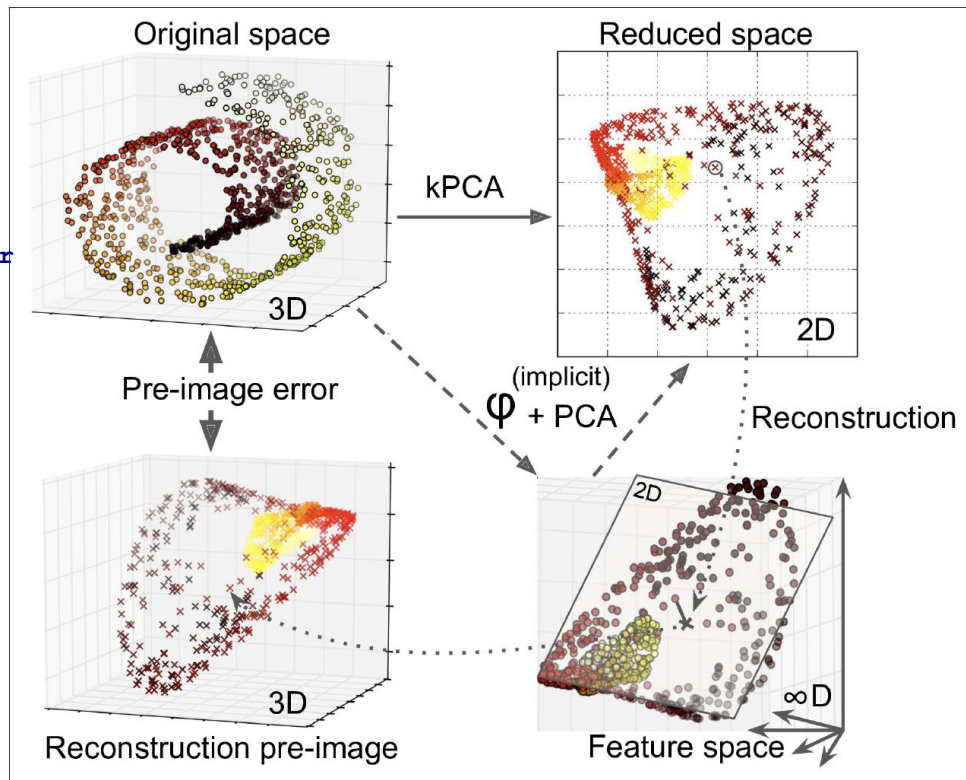 Original space
Reduced space
kPCA
r
3D
2D
Pre-image error
(implicit)
φ + PCA
Reconstruction
2D
3D
∞D
Reconstruction pre-image
Feature space